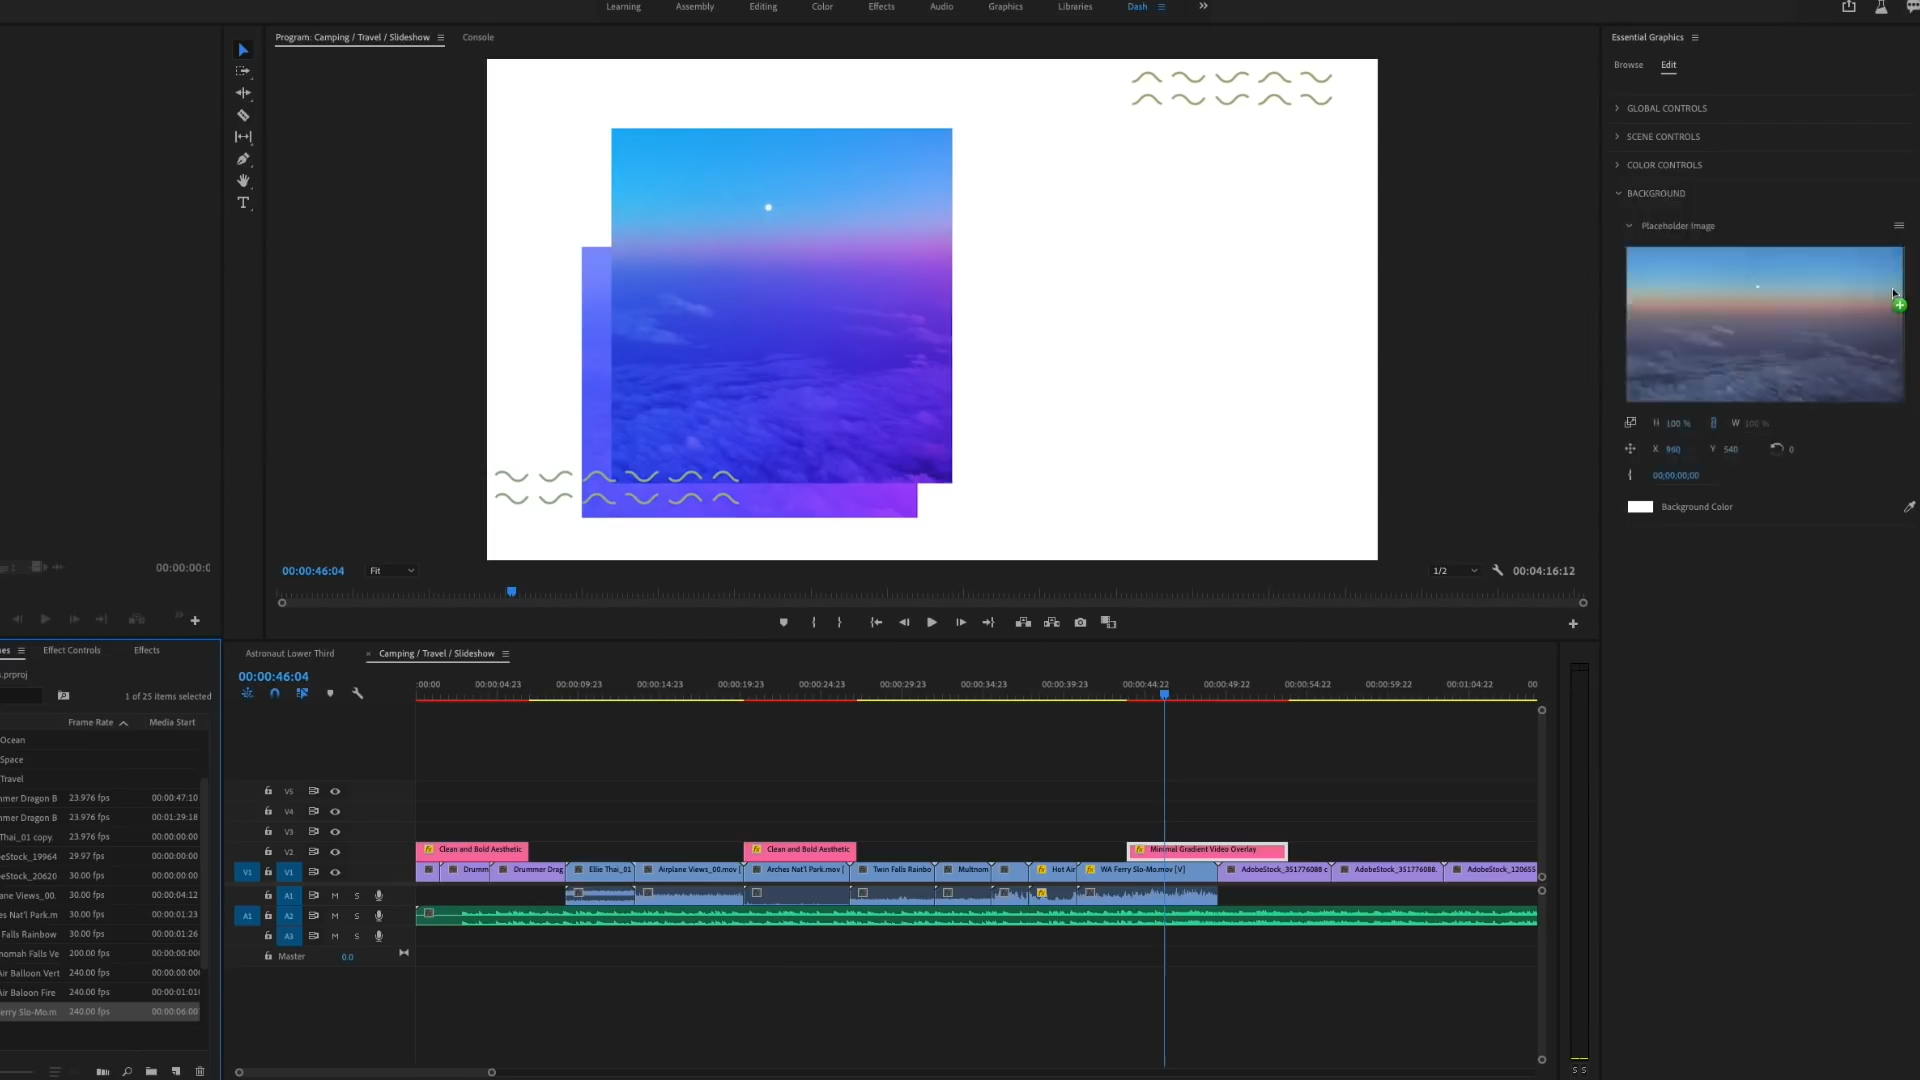 Learning Assembly Editing Color Effects Audio Graphics Libraries Dash
Program: Camping / Travel / Slideshow Console
Essential Graphics
Browse Edit
GLOBAL CONTROLS
SCENE CONTROLS
COLOR CONTROLS
BACKGROUND
Placeholder Image
H 100 % W 100 %
X 960 Y 540 0
00;00;00;00
Background Color
00:00:00:0
00:00:46:04 Fit 1/2 00:04:16:12
es Effect Controls Effects
.prproj
1 of 25 items selected
Frame Rate Media Start
Ocean
Space
Travel
mmer Dragon B 23.976 fps 00:00:47:10
mmer Dragon B 23.976 fps 00:01:29:18
Thai_01 copy. 23.976 fps 00:00:00:00
eStock_19964 29.97 fps 00:00:00:00
eStock_20620 30.00 fps 00:00:00:00
lane Views_00. 30.00 fps 00:00:04:12
es Nat'l Park.m 30.00 fps 00:00:01:23
Falls Rainbow 30.00 fps 00:00:01:26
nomah Falls Ve 200.00 fps 00:00:00:00
Air Balloon Vert 240.00 fps 00:00:00:00
Air Baloon Fire 240.00 fps 00:00:01:01
erry Slo-Mo.m 240.00 fps 00:00:06:00
Astronaut Lower Third × Camping / Travel / Slideshow
00:00:46:04
:00:00 00:00:04:23 00:00:09:23 00:00:14:23 00:00:19:23 00:00:24:23 00:00:29:23 00:00:34:23 00:00:39:23 00:00:44:22 00:00:49:22 00:00:54:22 00:00:59:22 00:01:04:22 00
V5
V4
V3
V2 Clean and Bold Aesthetic Clean and Bold Aesthetic Minimal Gradient Video Overlay
V1 V1 Drumm Drummer Drag Ellie Thai_01 Airplane Views_00.mov [ Arches Nat'l Park.mov [ Twin Falls Rainbo Multnom Hot Air WA Ferry Slo-Mo.mov [V] AdobeStock_351776088 c AdobeStock_351776088. AdobeStock_120655
A1 M S
A1 A2 M S
A3 M S
Master 0.0
S S